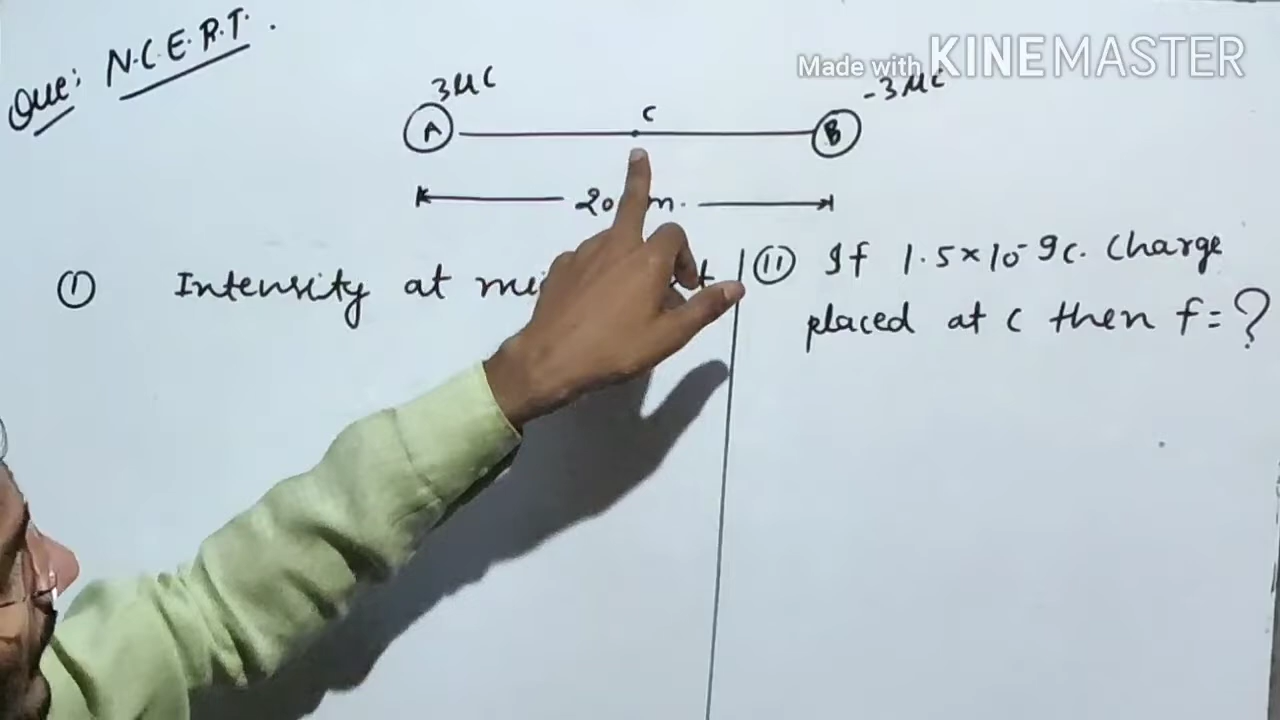 Made with KINEMASTER
Que: N.C.E.R.T.
3μC
C
-3μC
A
B
20 m.
① Intensity at
⑪ If 1.5×10⁻9c. Charge
placed at c then f=?